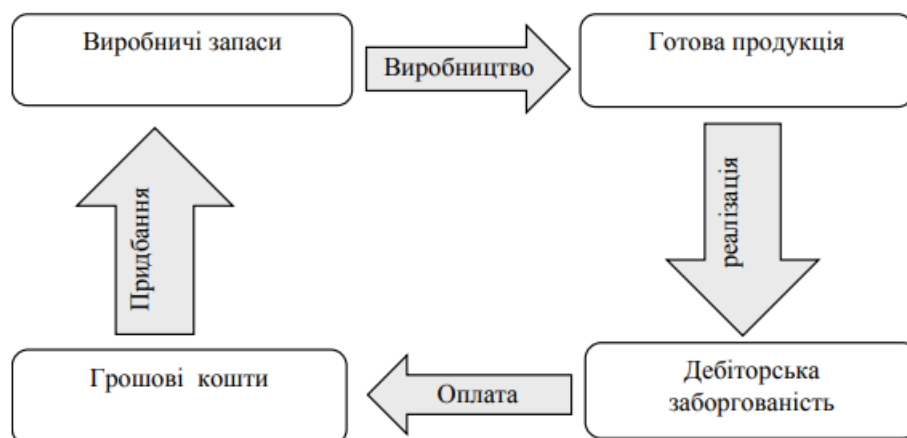 Виробничі запаси
Виробництво
Готова продукція
Придбання
реалізація
Грошові кошти
Оплата
Дебіторська
заборгованість